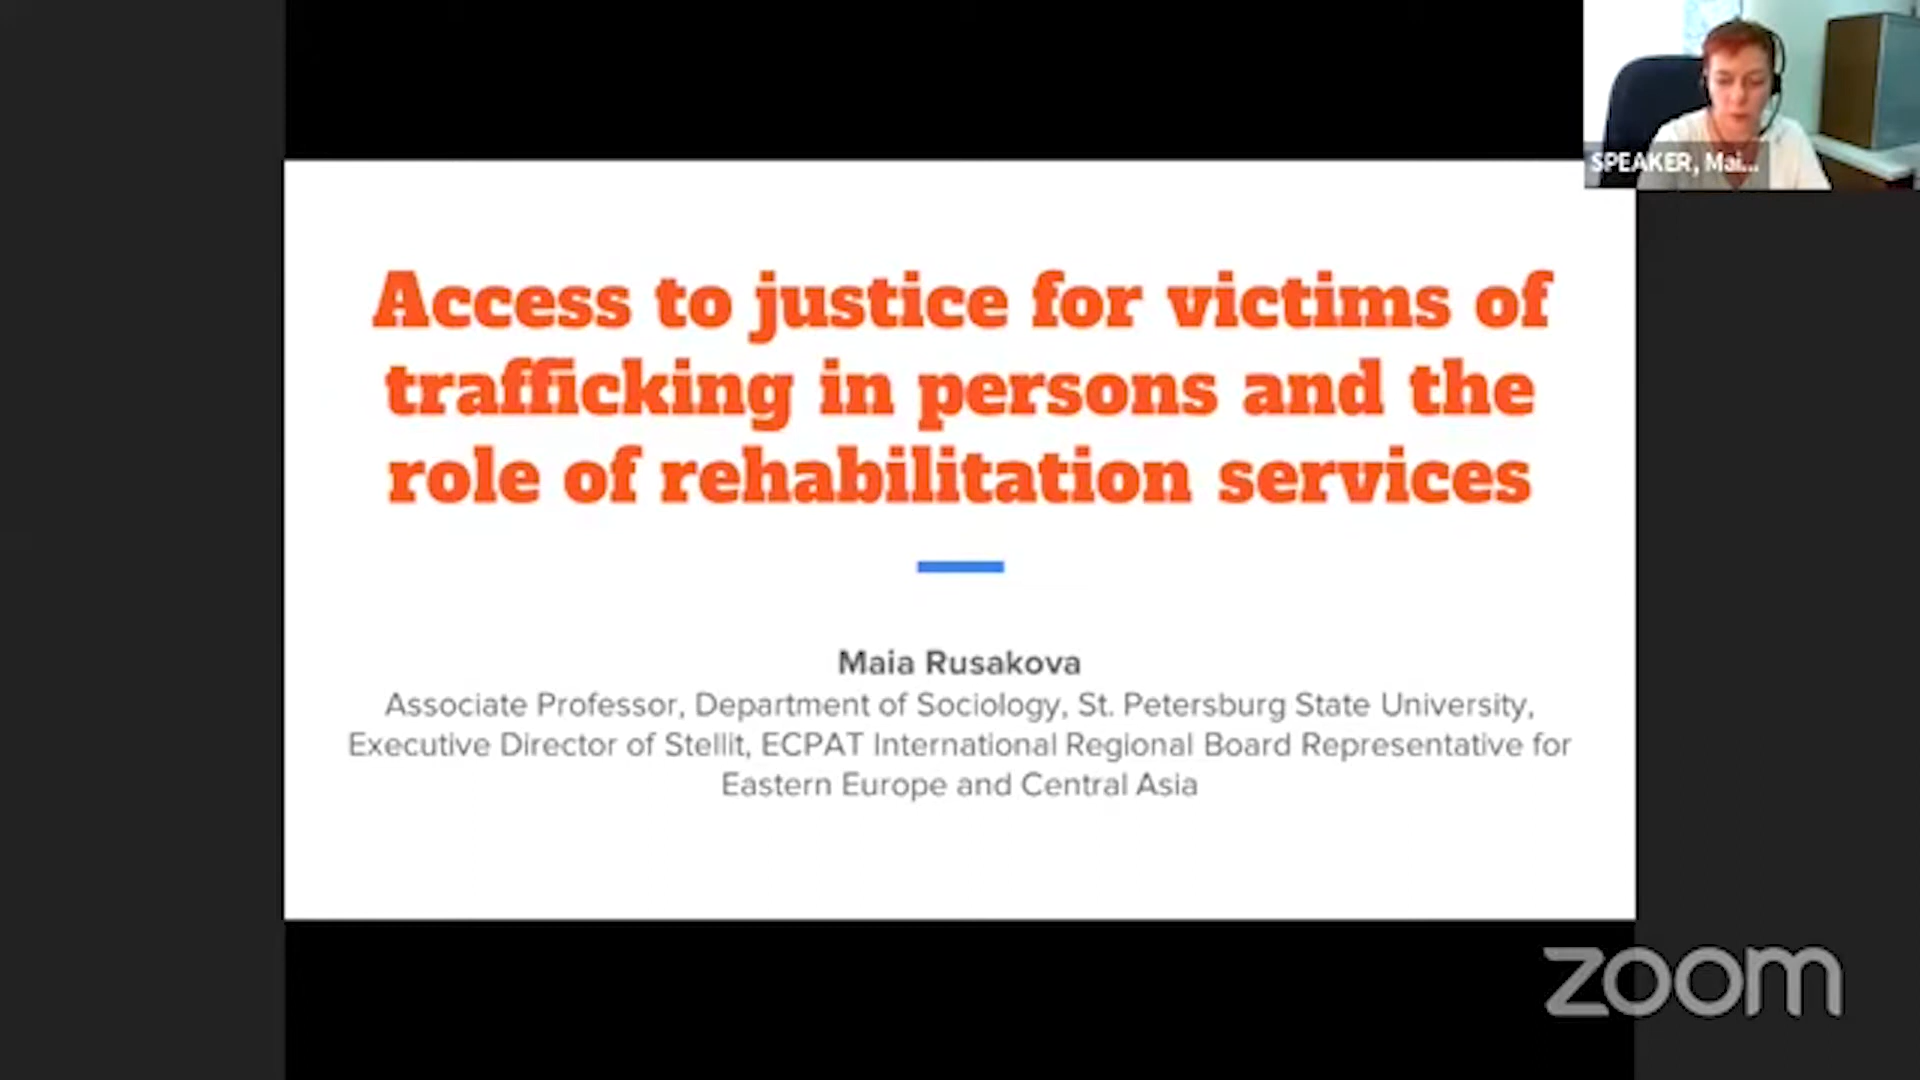 SPEAKER, Mai...
Access to justice for victims of
trafficking in persons and the
role of rehabilitation services
Maia Rusakova
Associate Professor, Department of Sociology, St. Petersburg State University,
Executive Director of Stellit, ECPAT International Regional Board Representative for
Eastern Europe and Central Asia
zoom